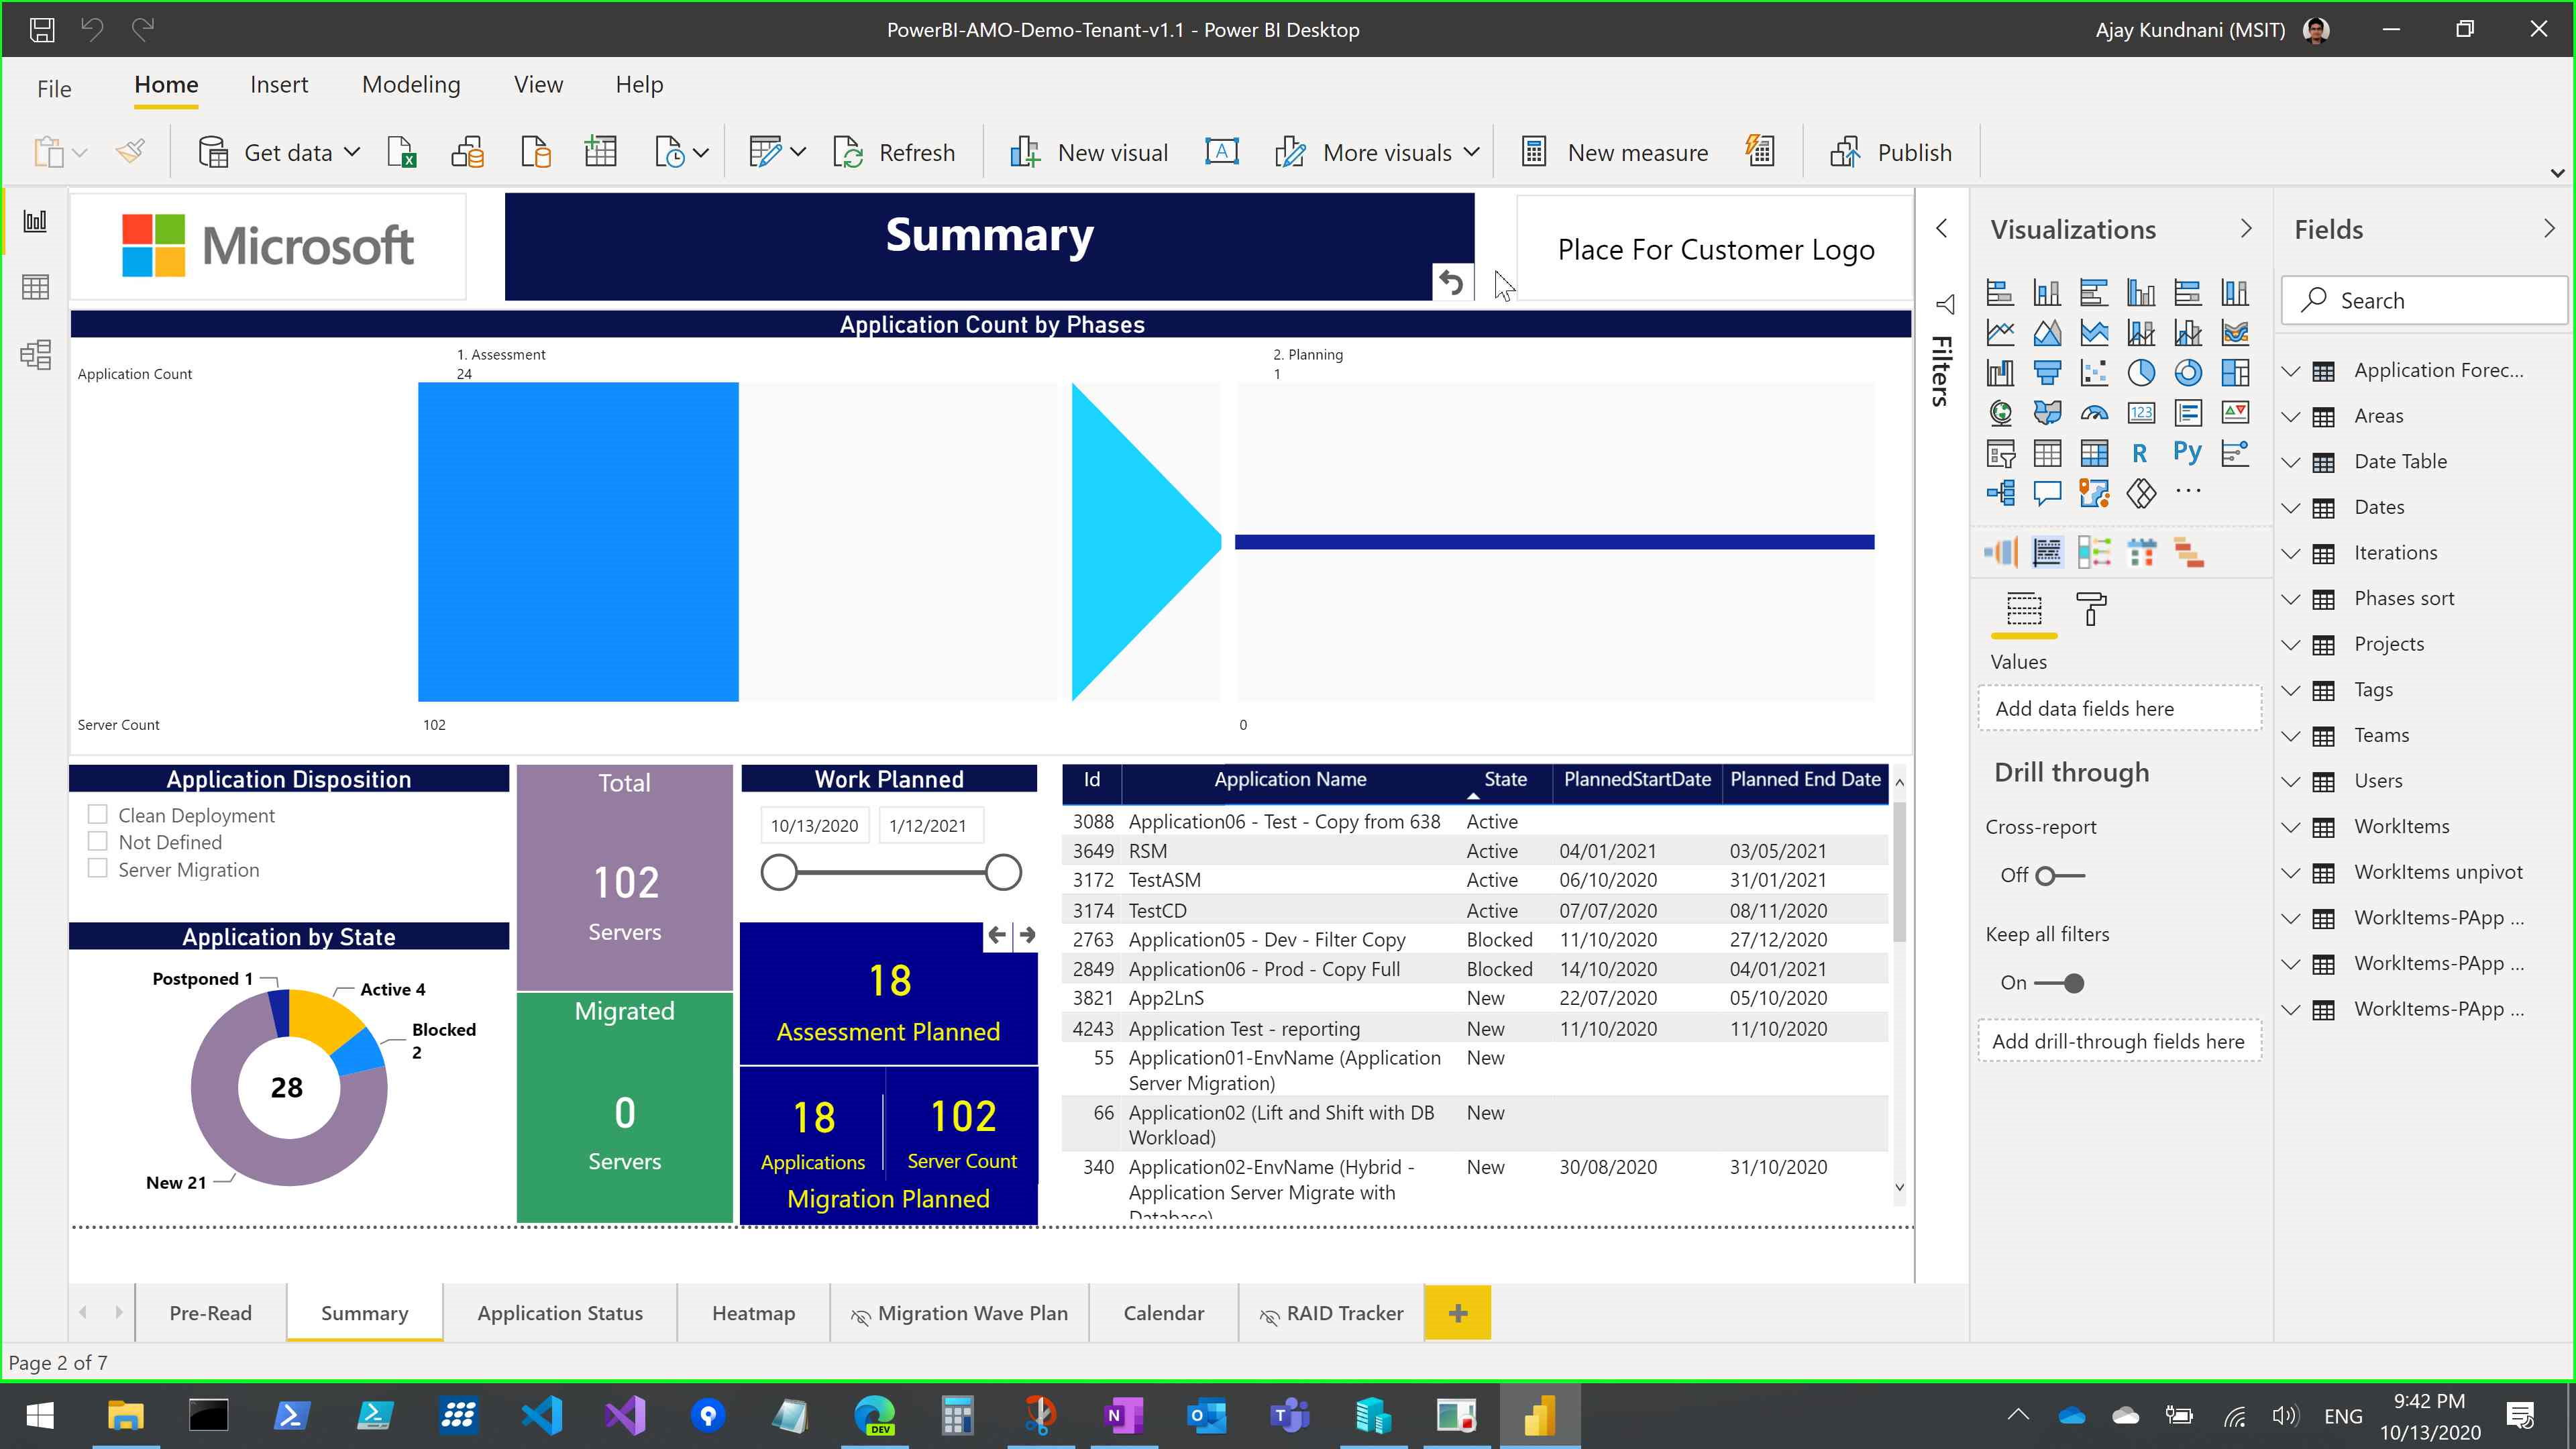 PowerBI-AMO-Demo-Tenant-v1.1 - Power BI Desktop
Ajay Kundnani (MSIT)
File Home Insert Modeling View Help
Get data Refresh New visual More visuals New measure Publish
Microsoft
Summary
Place For Customer Logo
Application Count by Phases
1. Assessment
24
2. Planning
1
Application Count
Server Count
102
0
Application Disposition
Clean Deployment
Not Defined
Server Migration
Application by State
Postponed 1
Active 4
Blocked
2
28
New 21
Total
102
Servers
Migrated
0
Servers
Work Planned
10/13/2020 1/12/2021
18
Assessment Planned
18
Applications
102
Server Count
Migration Planned
Id Application Name State PlannedStartDate Planned End Date
3088 Application06 - Test - Copy from 638 Active
3649 RSM Active 04/01/2021 03/05/2021
3172 TestASM Active 06/10/2020 31/01/2021
3174 TestCD Active 07/07/2020 08/11/2020
2763 Application05 - Dev - Filter Copy Blocked 11/10/2020 27/12/2020
2849 Application06 - Prod - Copy Full Blocked 14/10/2020 04/01/2021
3821 App2LnS New 22/07/2020 05/10/2020
4243 Application Test - reporting New 11/10/2020 11/10/2020
55 Application01-EnvName (Application New
Server Migration)
66 Application02 (Lift and Shift with DB New
Workload)
340 Application02-EnvName (Hybrid - New 30/08/2020 31/10/2020
Application Server Migrate with
Database)
Filters
Visualizations
123
R Py
...
Values
Add data fields here
Drill through
Cross-report
Off
Keep all filters
On
Add drill-through fields here
Fields
Search
Application Forec...
Areas
Date Table
Dates
Iterations
Phases sort
Projects
Tags
Teams
Users
WorkItems
WorkItems unpivot
WorkItems-PApp ...
WorkItems-PApp ...
WorkItems-PApp ...
Pre-Read Summary Application Status Heatmap Migration Wave Plan Calendar RAID Tracker
Page 2 of 7
DEV
ENG
9:42 PM
10/13/2020